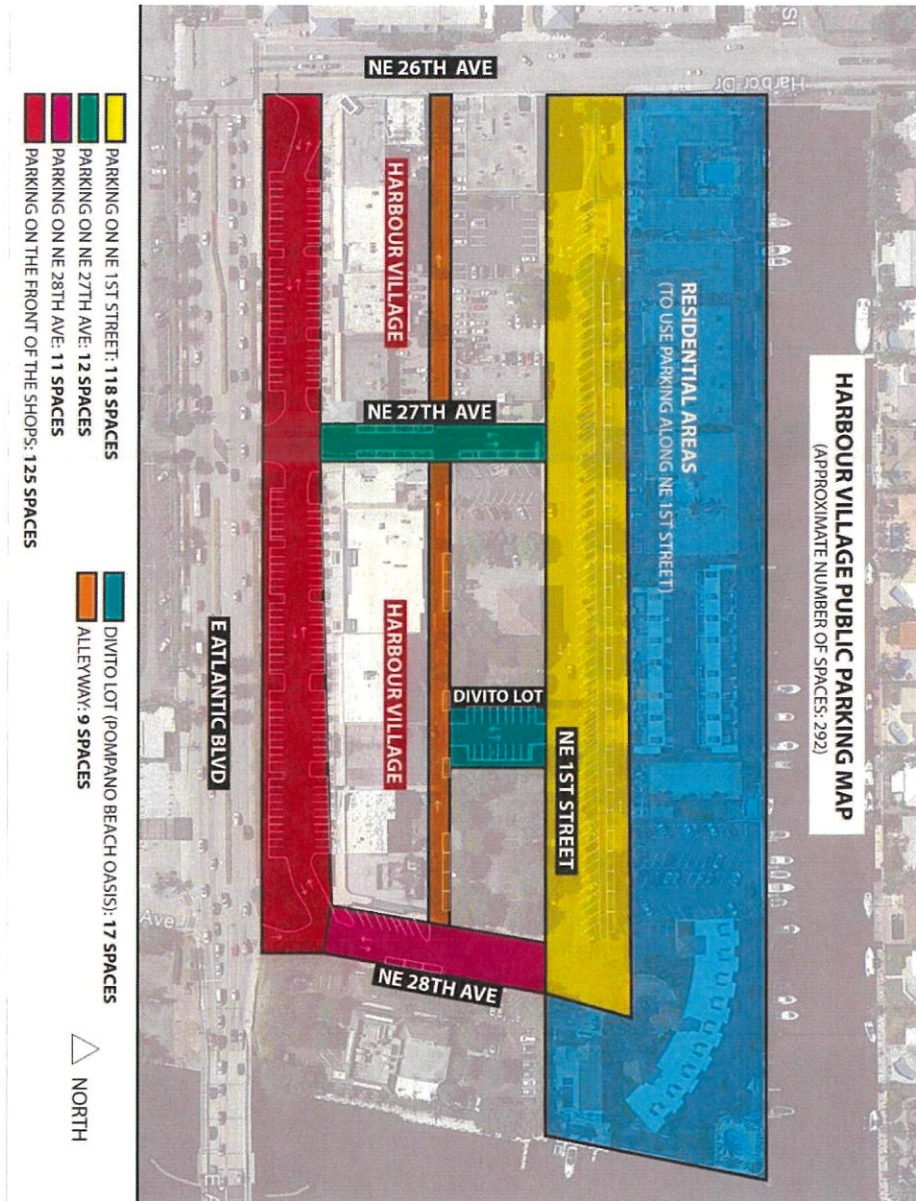 HARBOUR VILLAGE PUBLIC PARKING MAP
(APPROXIMATE NUMBER OF SPACES: 292)
St
Harbor Dr
RESIDENTIAL AREAS
(TO USE PARKING ALONG NE 1ST STREET)
NE 1ST STREET
NE 26TH AVE
NE 27TH AVE
DIVITO LOT
HARBOUR VILLAGE
HARBOUR VILLAGE
NE 28TH AVE
Ave
E ATLANTIC BLVD
PARKING ON NE 1ST STREET: 118 SPACES
PARKING ON NE 27TH AVE: 12 SPACES
PARKING ON NE 28TH AVE: 11 SPACES
PARKING ON THE FRONT OF THE SHOPS: 125 SPACES
DIVITO LOT (POMPANO BEACH OASIS): 17 SPACES
ALLEYWAY: 9 SPACES
NORTH